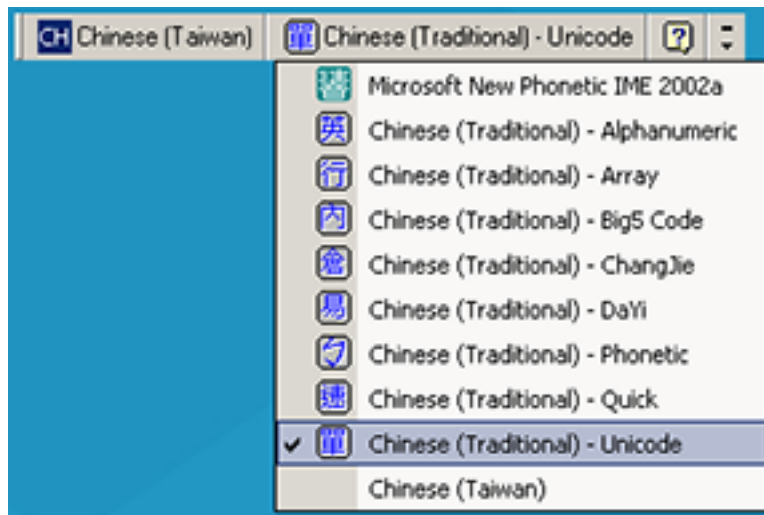 CH Chinese (Taiwan) 單 Chinese (Traditional) - Unicode ?
Microsoft New Phonetic IME 2002a
英 Chinese (Traditional) - Alphanumeric
行 Chinese (Traditional) - Array
內 Chinese (Traditional) - Big5 Code
倉 Chinese (Traditional) - ChangJie
易 Chinese (Traditional) - DaYi
ㄅ Chinese (Traditional) - Phonetic
速 Chinese (Traditional) - Quick
單 Chinese (Traditional) - Unicode
Chinese (Taiwan)